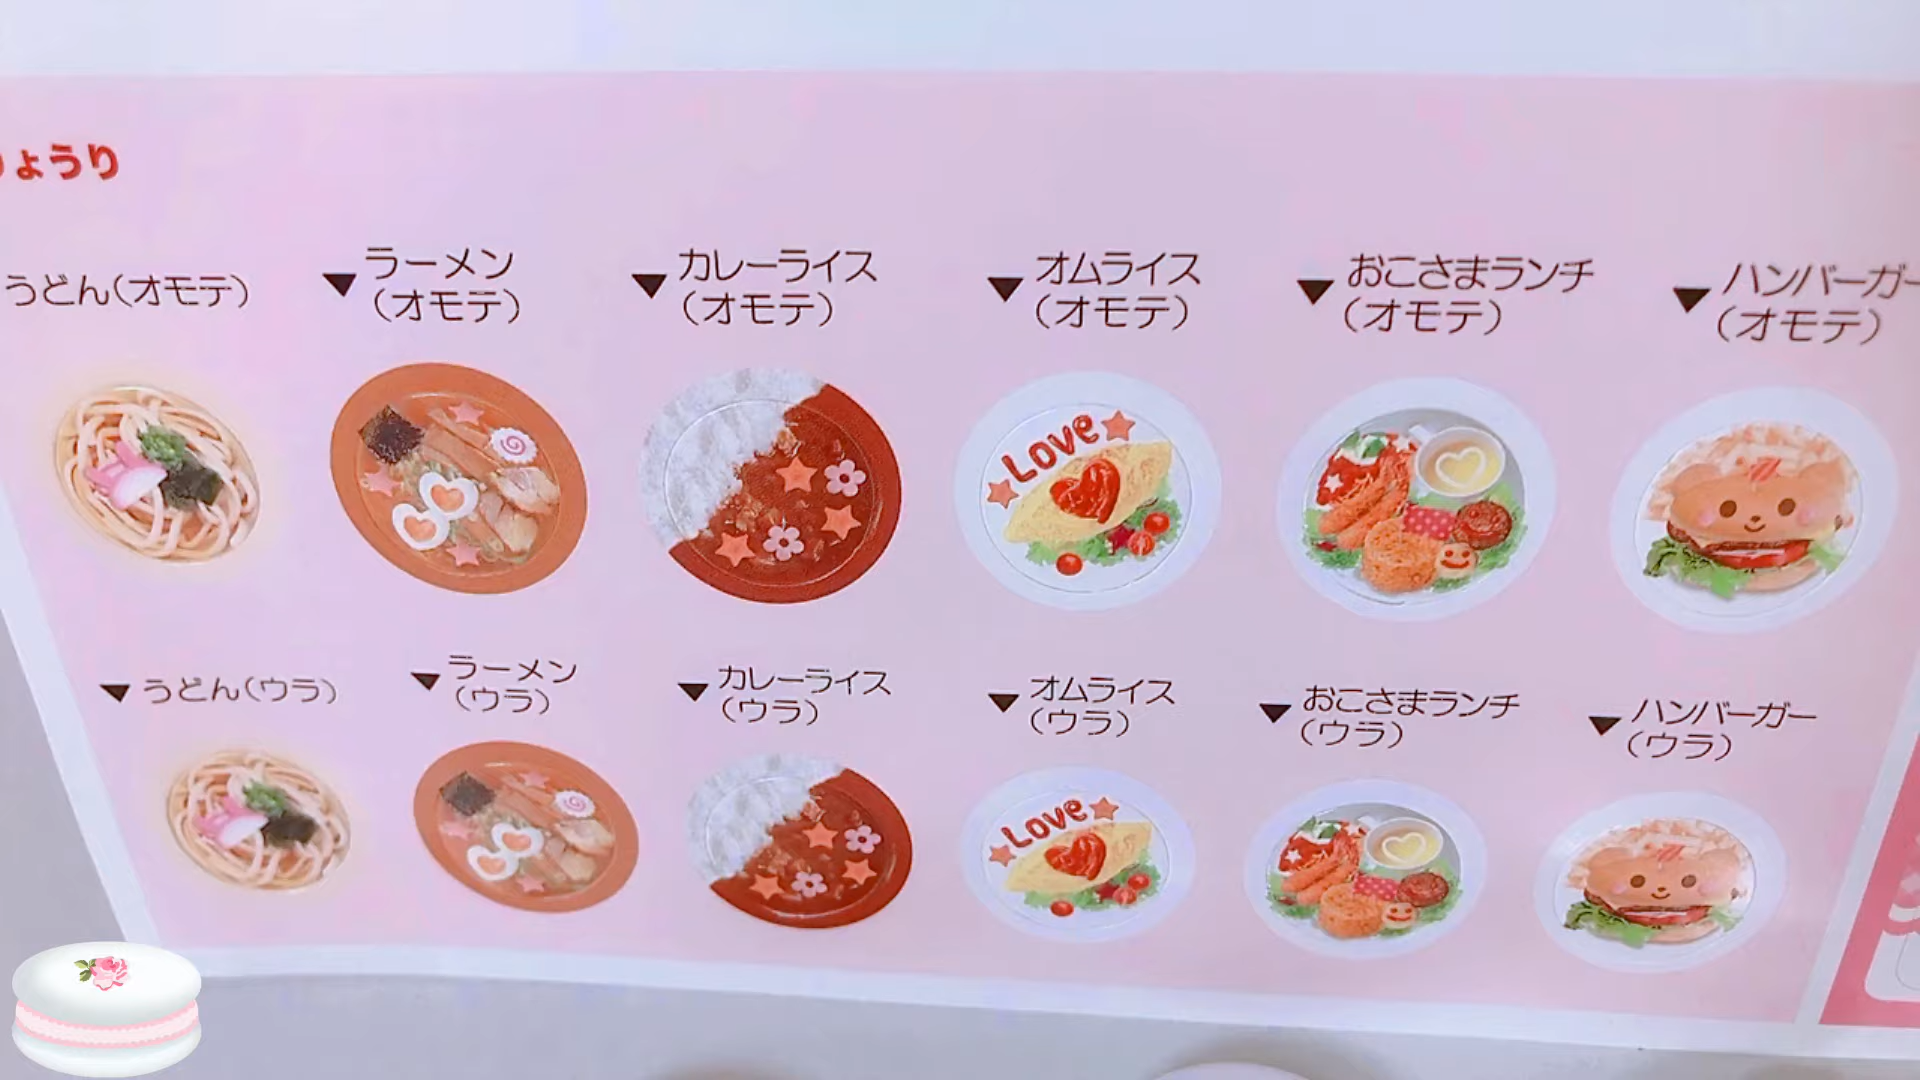 ょうり
うどん(オモテ)
▼ラーメン
(オモテ)
▼カレーライス
(オモテ)
▼オムライス
(オモテ)
▼おこさまランチ
(オモテ)
▼ハンバーガー
(オモテ)
Love
▼うどん(ウラ)
▼ラーメン
(ウラ)
▼カレーライス
(ウラ)
▼オムライス
(ウラ)
▼おこさまランチ
(ウラ)
▼ハンバーガー
(ウラ)
Love